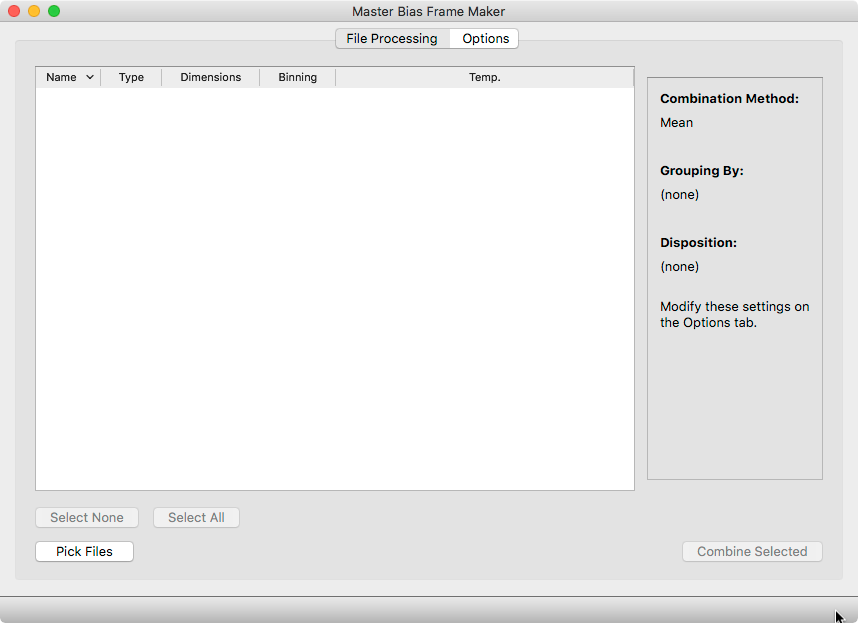 Master Bias Frame Maker
File Processing
Options
Name
Type
Dimensions
Binning
Temp.
Combination Method:
Mean
Grouping By:
(none)
Disposition:
(none)
Modify these settings on
the Options tab.
Select None
Select All
Pick Files
Combine Selected